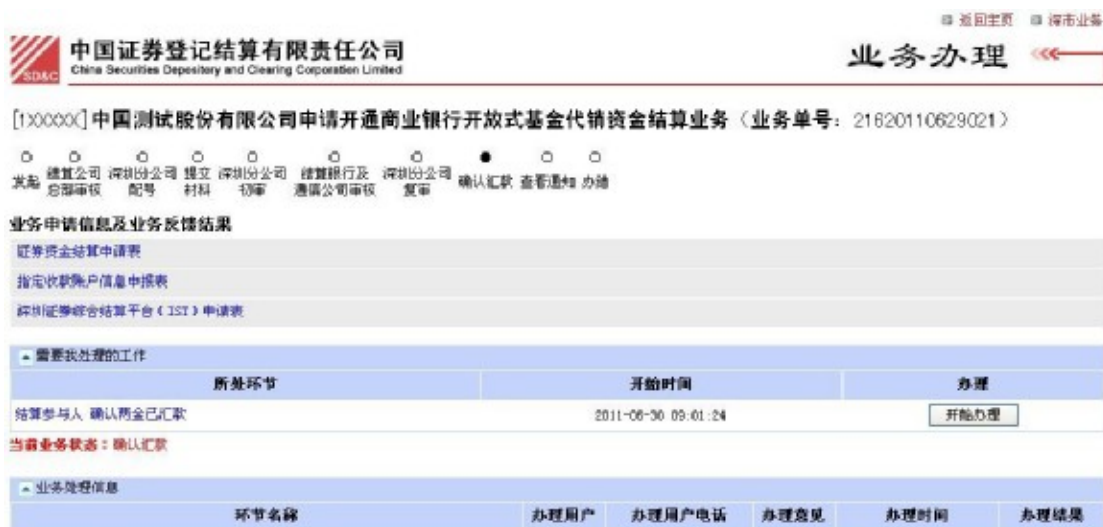 返回主页 深市业务
SD&C
中国证券登记结算有限责任公司
China Securities Depository and Clearing Corporation Limited
业务办理
[1XXXXX]中国测试股份有限公司申请开通商业银行开放式基金代销资金结算业务（业务单号：21620110629021）
发起 结算公司总部审核 深圳分公司配号 提交材料 深圳分公司初审 结算银行及通信公司审核 深圳分公司复审 确认汇款 查看通知 办结
业务申请信息及业务反馈结果
证券资金结算申请表
指定收款账户信息申报表
深圳证券综合结算平台（IST）申请表
需要我处理的工作
所处环节 开始时间 办理
结算参与人 确认两金已汇款 2011-06-30 09:01:24 开始办理
当前业务状态：确认汇款
业务处理信息
环节名称 办理用户 办理用户电话 办理意见 办理时间 办理结果